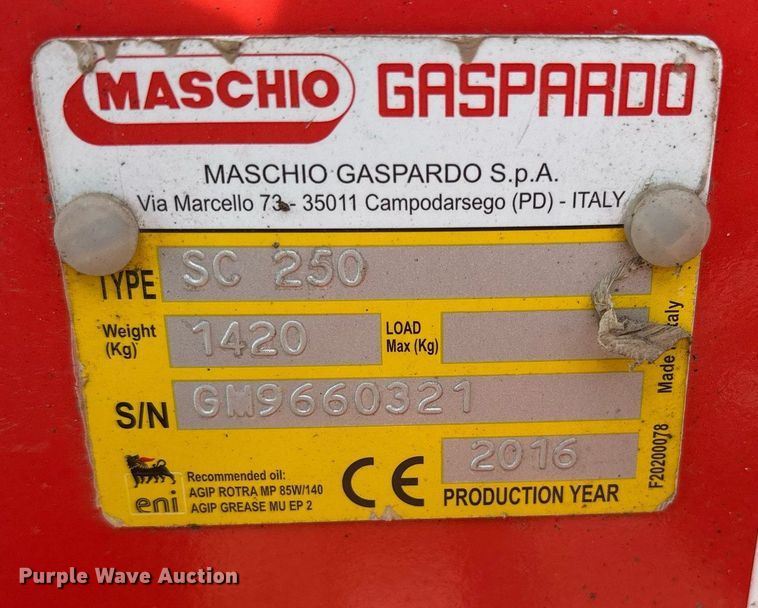 MASCHIO GASPARDO
MASCHIO GASPARDO S.p.A.
Via Marcello 73 - 35011 Campodarsego (PD) - ITALY
TYPE SC 250
Weight (Kg) 1420 LOAD Max (Kg)
S/N GM9660321
eni
Recommended oil:
AGIP ROTRA MP 85W/140
AGIP GREASE MU EP 2
CE
2016
PRODUCTION YEAR
F20200078 Made in Italy
Purple Wave Auction